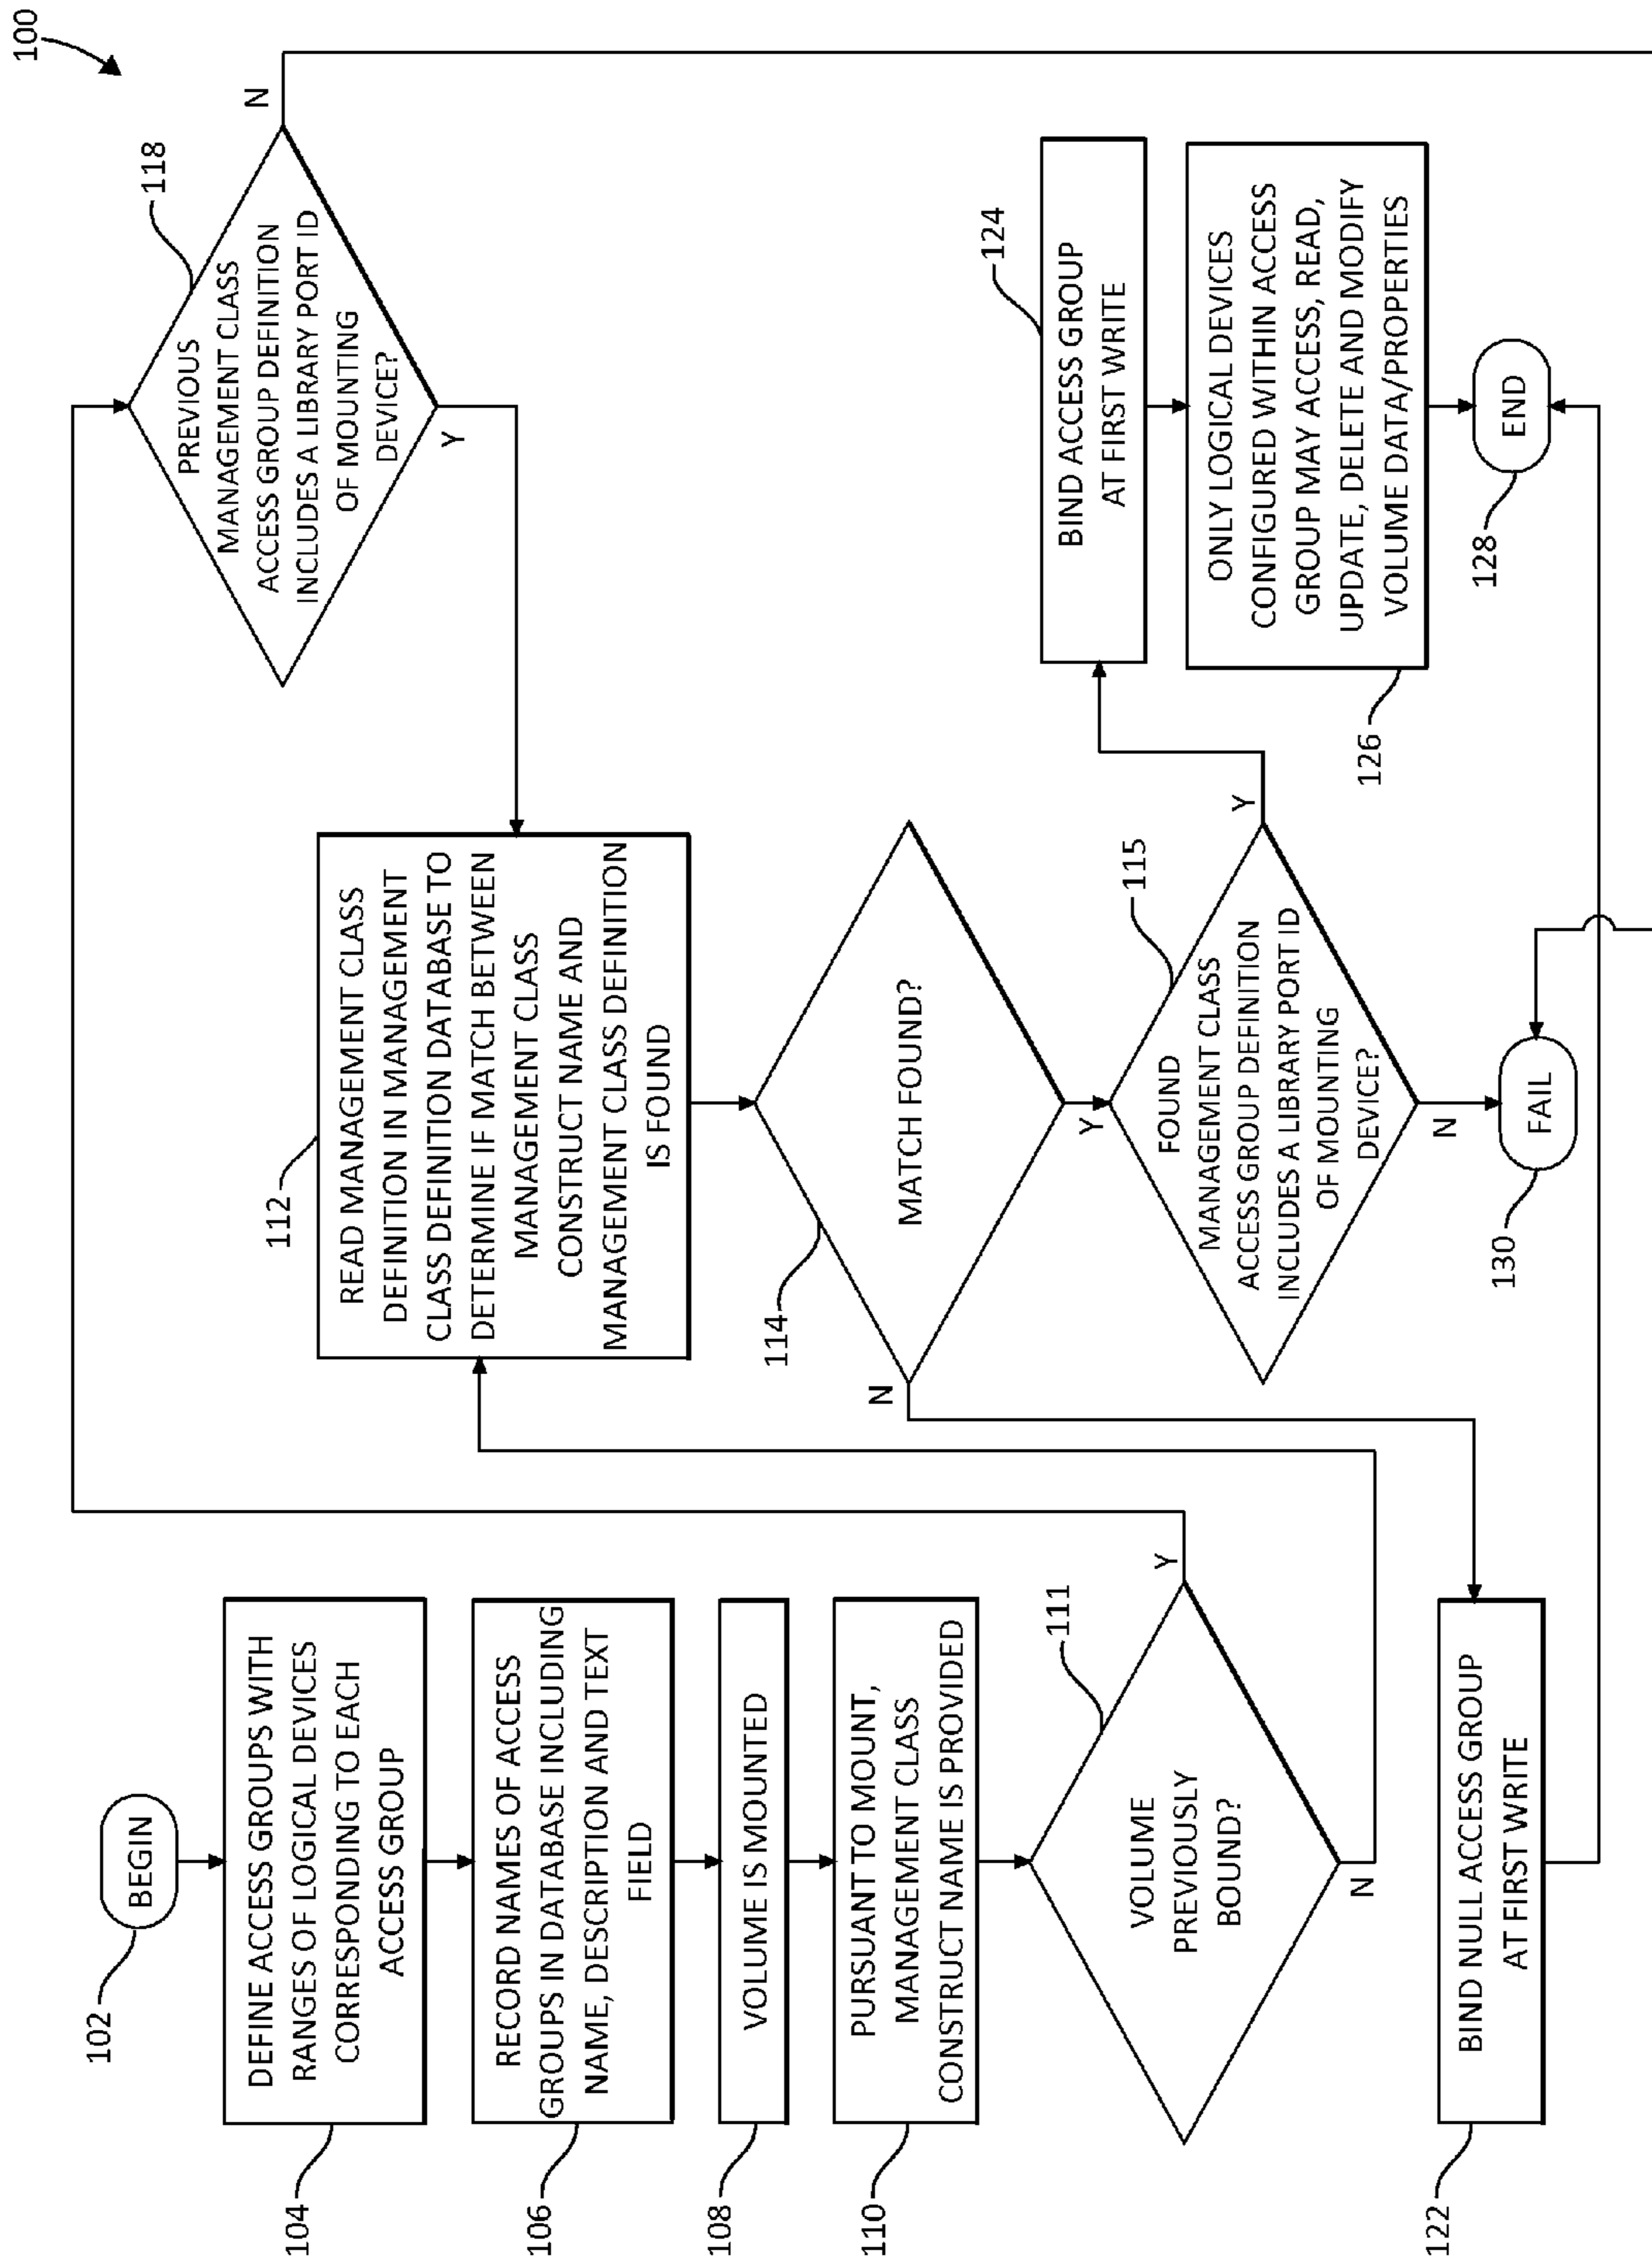 100
102
BEGIN
104
DEFINE ACCESS GROUPS WITH
RANGES OF LOGICAL DEVICES
CORRESPONDING TO EACH
ACCESS GROUP
106
RECORD NAMES OF ACCESS
GROUPS IN DATABASE INCLUDING
NAME, DESCRIPTION AND TEXT
FIELD
108
VOLUME IS MOUNTED
110
PURSUANT TO MOUNT,
MANAGEMENT CLASS
CONSTRUCT NAME IS PROVIDED
111
VOLUME
PREVIOUSLY
BOUND?
Y
N
122
BIND NULL ACCESS GROUP
AT FIRST WRITE
112
READ MANAGEMENT CLASS
DEFINITION IN MANAGEMENT
CLASS DEFINITION DATABASE TO
DETERMINE IF MATCH BETWEEN
MANAGEMENT CLASS
CONSTRUCT NAME AND
MANAGEMENT CLASS DEFINITION
IS FOUND
114
MATCH FOUND?
N
Y
115
FOUND
MANAGEMENT CLASS
ACCESS GROUP DEFINITION
INCLUDES A LIBRARY PORT ID
OF MOUNTING
DEVICE?
Y
N
130
FAIL
118
PREVIOUS
MANAGEMENT CLASS
ACCESS GROUP DEFINITION
INCLUDES A LIBRARY PORT ID
OF MOUNTING
DEVICE?
N
Y
124
BIND ACCESS GROUP
AT FIRST WRITE
126
ONLY LOGICAL DEVICES
CONFIGURED WITHIN ACCESS
GROUP MAY ACCESS, READ,
UPDATE, DELETE AND MODIFY
VOLUME DATA/PROPERTIES
128
END